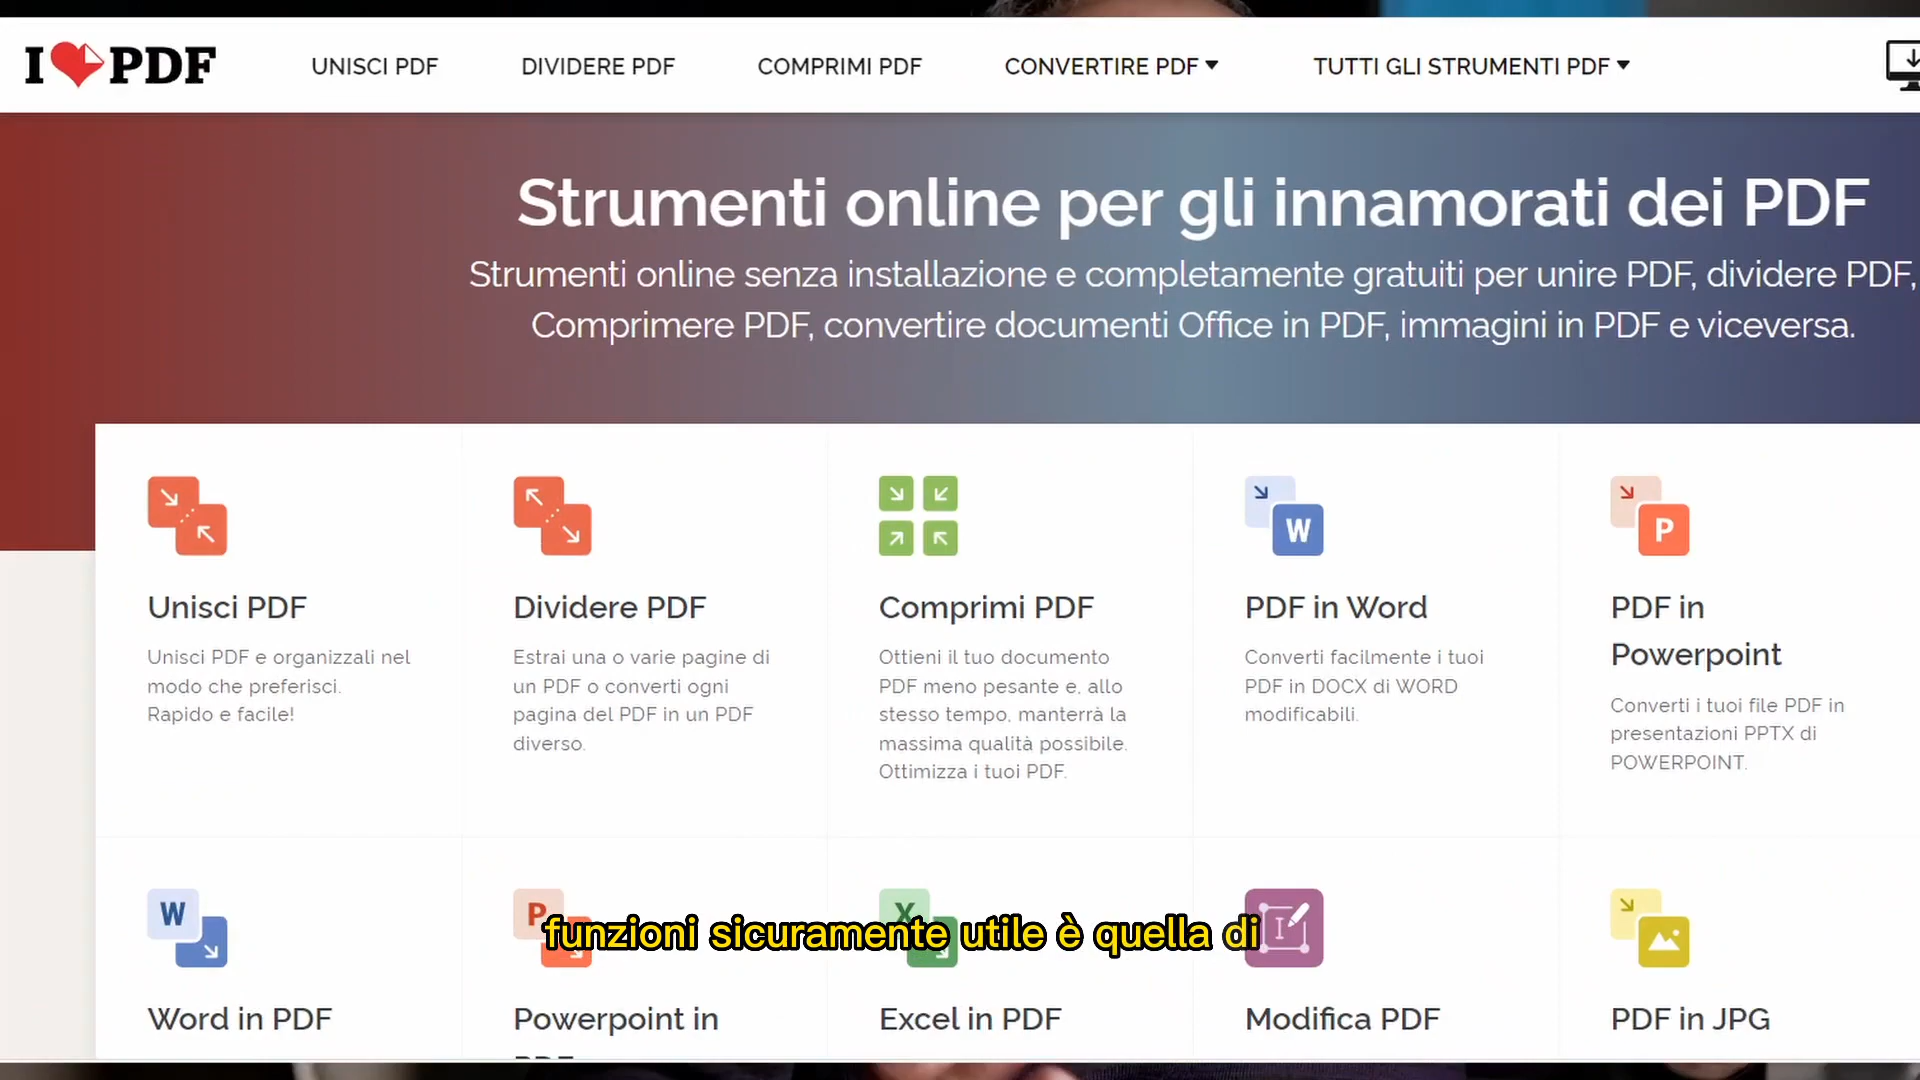 I PDF
UNISCI PDF
DIVIDERE PDF
COMPRIMI PDF
CONVERTIRE PDF
TUTTI GLI STRUMENTI PDF
Strumenti online per gli innamorati dei PDF
Strumenti online senza installazione e completamente gratuiti per unire PDF, dividere PDF,
Comprimere PDF, convertire documenti Office in PDF, immagini in PDF e viceversa.
Unisci PDF
Unisci PDF e organizzali nel
modo che preferisci.
Rapido e facile!
Dividere PDF
Estrai una o varie pagine di
un PDF o converti ogni
pagina del PDF in un PDF
diverso.
Comprimi PDF
Ottieni il tuo documento
PDF meno pesante e, allo
stesso tempo, manterrà la
massima qualità possibile.
Ottimizza i tuoi PDF.
W
PDF in Word
Converti facilmente i tuoi
PDF in DOCX di WORD
modificabili.
P
PDF in
Powerpoint
Converti i tuoi file PDF in
presentazioni PPTX di
POWERPOINT.
W
Word in PDF
P
Powerpoint in
PDF
X
Excel in PDF
Modifica PDF
PDF in JPG
funzioni sicuramente utile è quella di